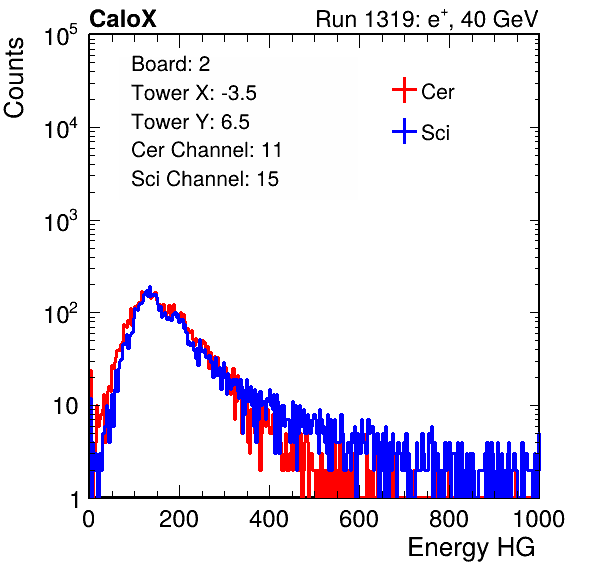 CaloX Run 1319: e⁺, 40 GeV
Counts
10⁵
10⁴
10³
10²
10
1
Board: 2
Tower X: -3.5
Tower Y: 6.5
Cer Channel: 11
Sci Channel: 15
Cer
Sci
0 200 400 600 800 1000
Energy HG